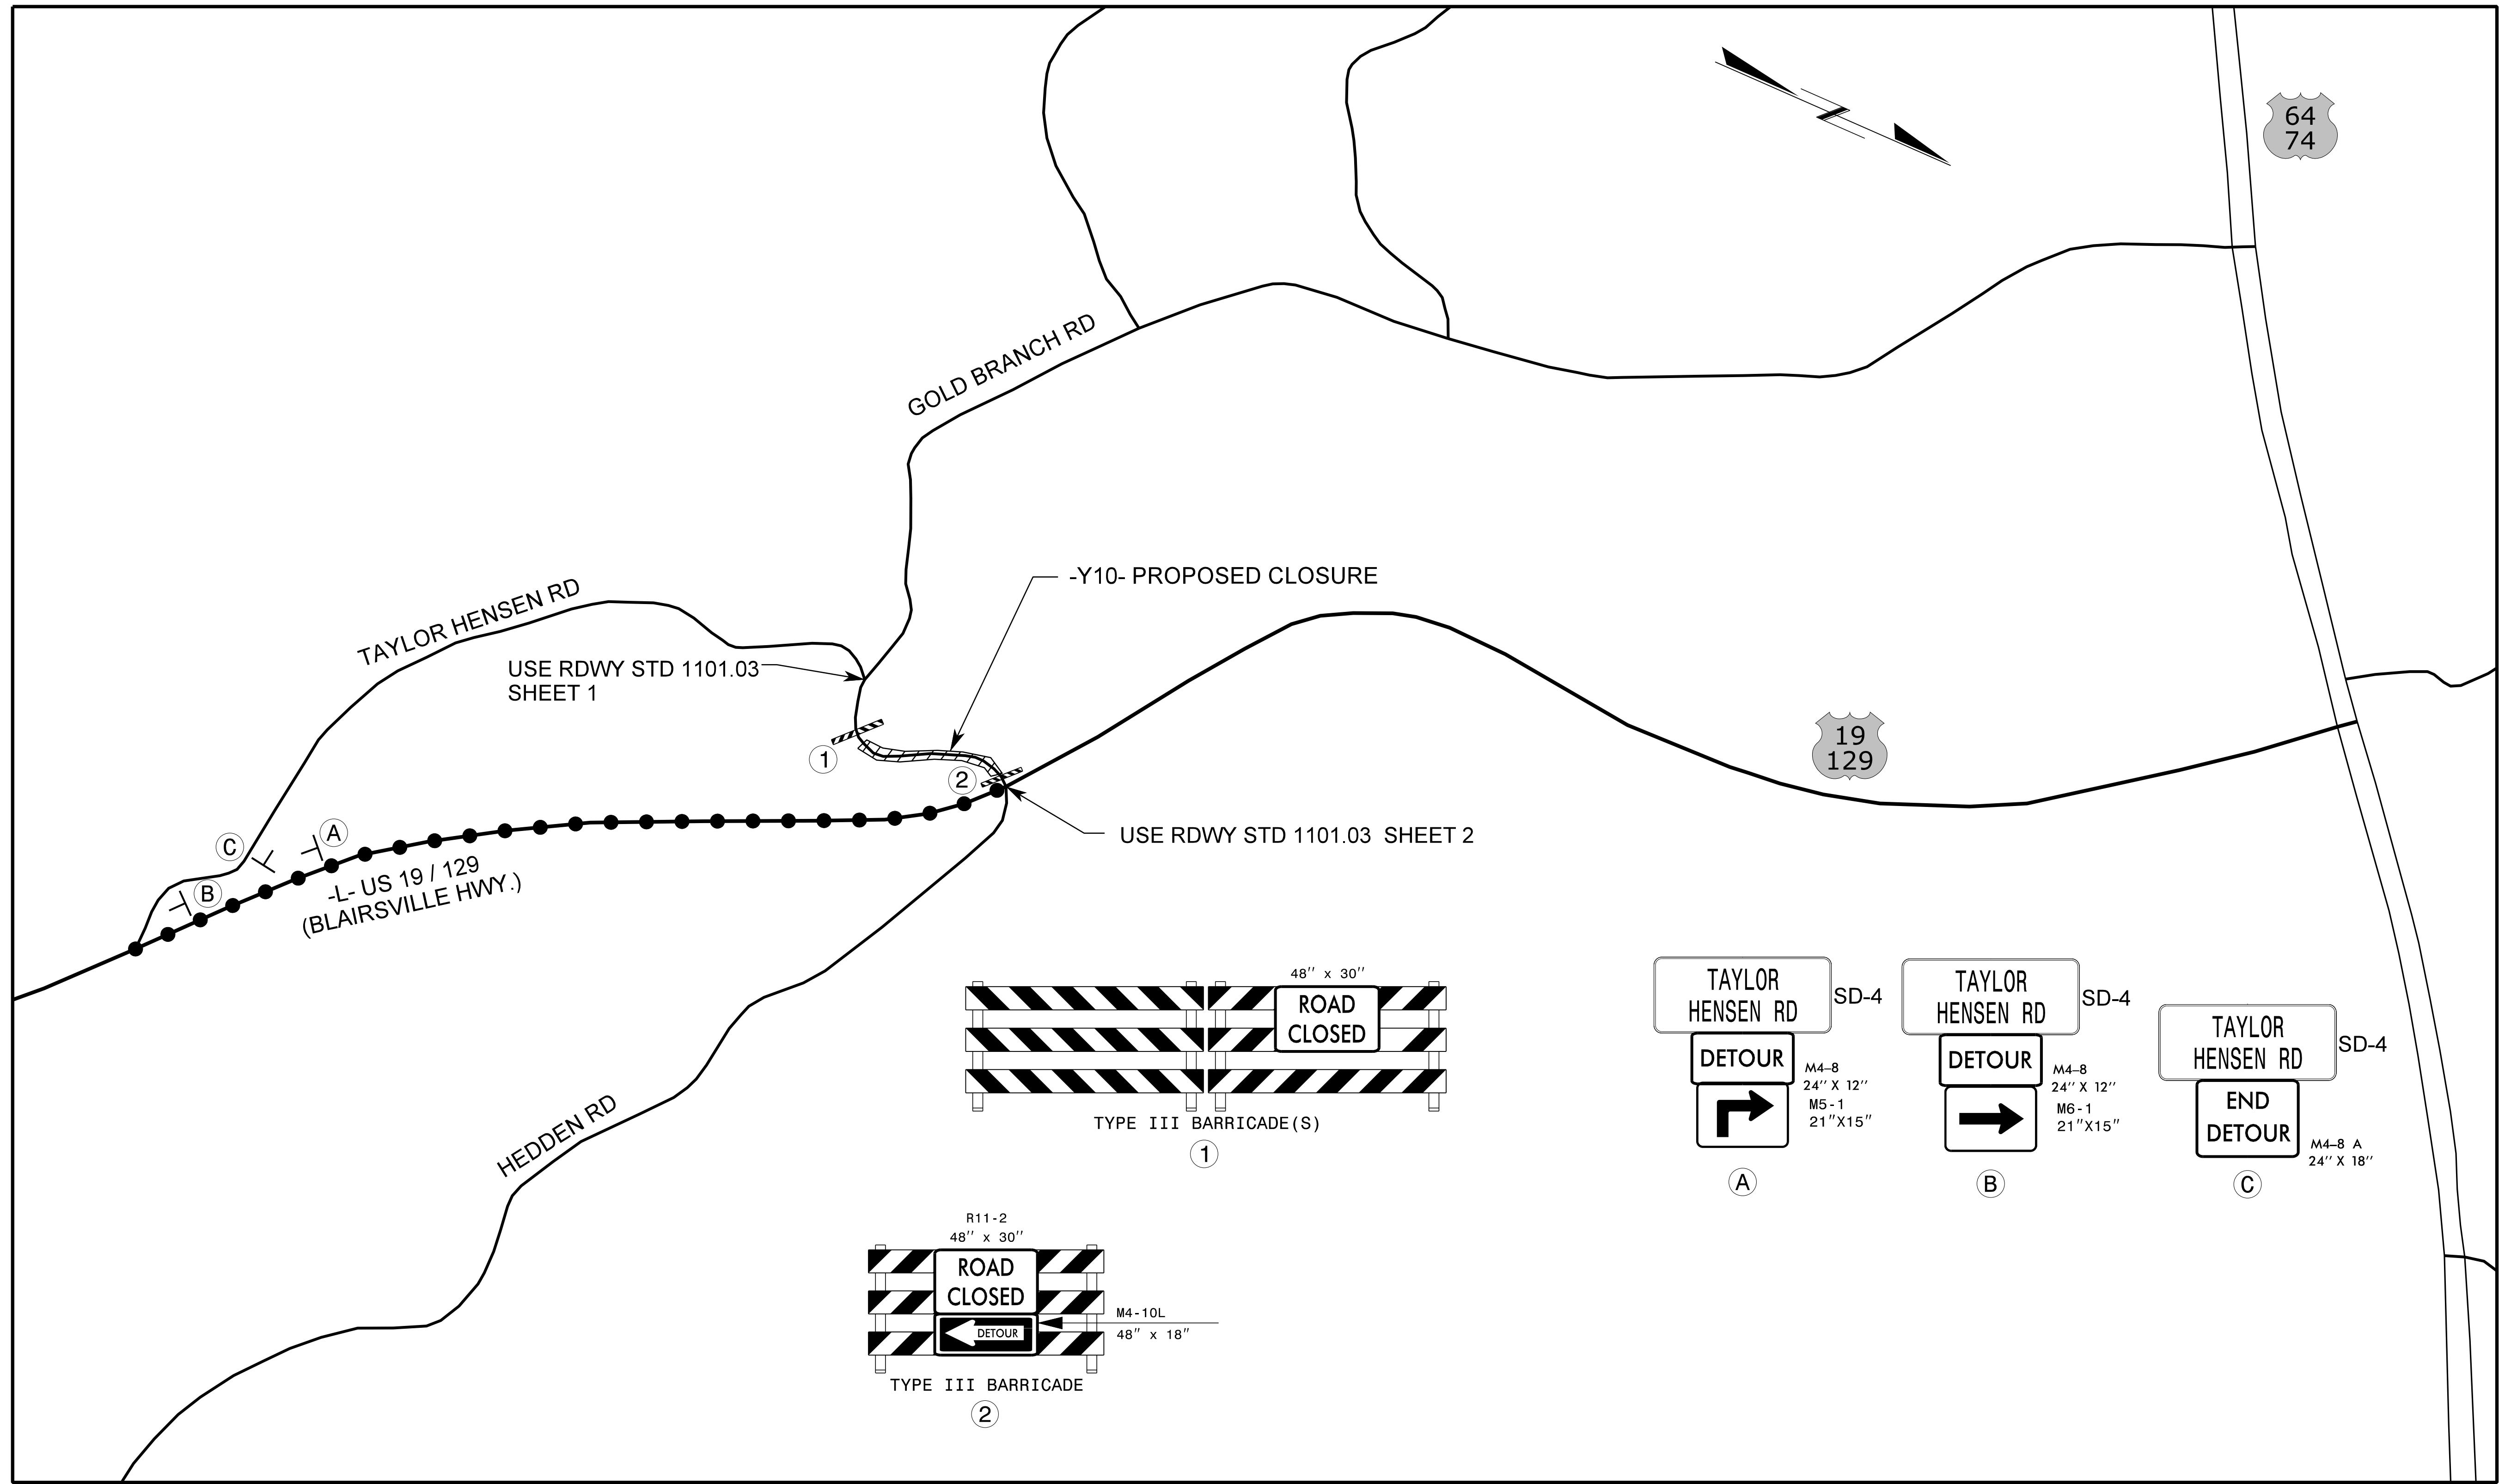 64
74
GOLD BRANCH RD
-Y10- PROPOSED CLOSURE
TAYLOR HENSEN RD
USE RDWY STD 1101.03
SHEET 1
1
2
19
129
USE RDWY STD 1101.03 SHEET 2
A
C
B
-L- US 19 / 129
(BLAIRSVILLE HWY.)
HEDDEN RD
48'' x 30''
ROAD
CLOSED
TYPE III BARRICADE(S)
1
R11-2
48'' x 30''
ROAD
CLOSED
DETOUR
M4-10L
48" x 18"
TYPE III BARRICADE
2
TAYLOR
HENSEN RD
SD-4
DETOUR
M4-8
24'' X 12''
M5-1
21"X15"
A
TAYLOR
HENSEN RD
SD-4
DETOUR
M4-8
24'' X 12''
M6-1
21"X15"
B
TAYLOR
HENSEN RD
SD-4
END
DETOUR
M4-8 A
24'' X 18''
C